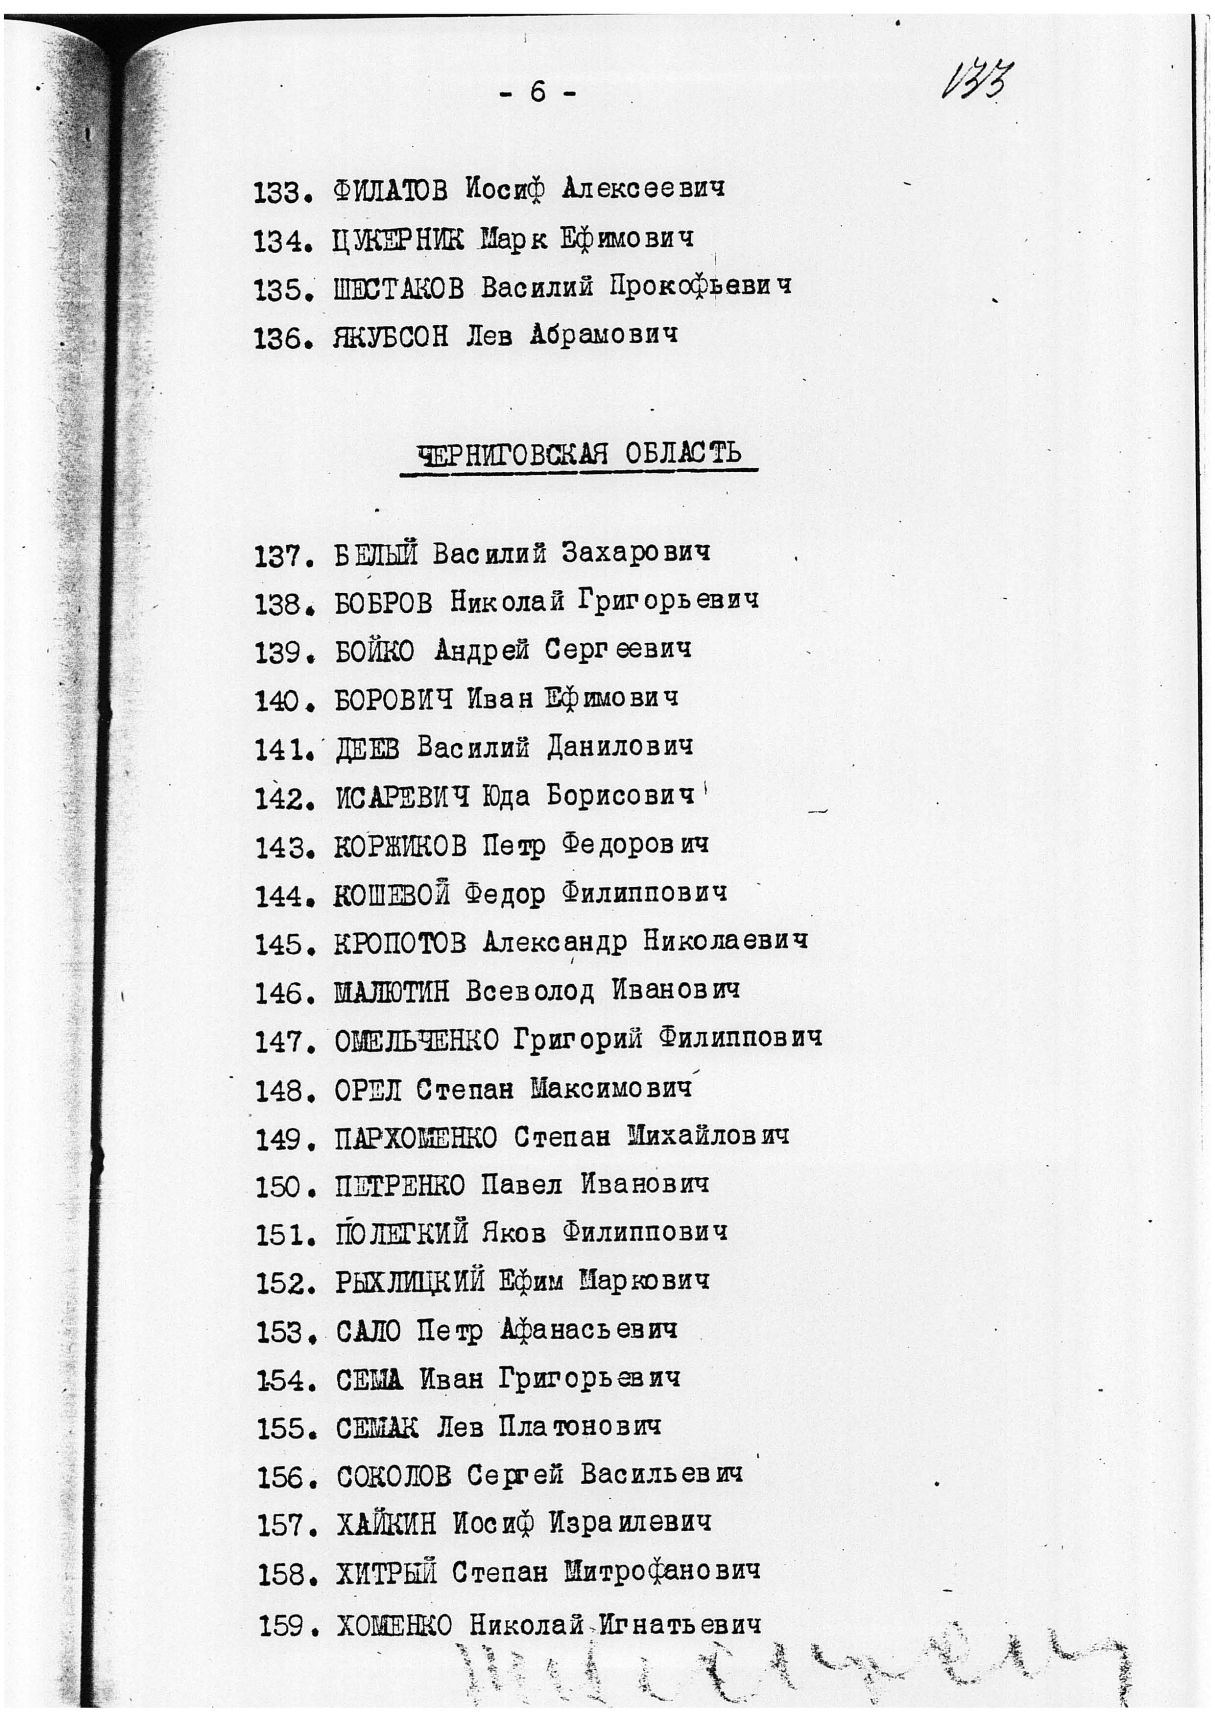 - 6 -
133
133. ФИЛАТОВ Иосиф Алексеевич
134. ЦУКЕРНИК Марк Ефимович
135. ШЕСТАКОВ Василий Прокофьевич
136. ЯКУБСОН Лев Абрамович
ЧЕРНИГОВСКАЯ ОБЛАСТЬ
137. БЕЛЫЙ Василий Захарович
138. БОБРОВ Николай Григорьевич
139. БОЙКО Андрей Сергеевич
140. БОРОВИЧ Иван Ефимович
141. ДЕЕВ Василий Данилович
142. ИСАРЕВИЧ Юда Борисович
143. КОРЖИКОВ Петр Федорович
144. КОШЕВОЙ Федор Филиппович
145. КРОПОТОВ Александр Николаевич
146. МАЛЮТИН Всеволод Иванович
147. ОМЕЛЬЧЕНКО Григорий Филиппович
148. ОРЕЛ Степан Максимович
149. ПАРХОМЕНКО Степан Михайлович
150. ПЕТРЕНКО Павел Иванович
151. ПОЛЕГКИЙ Яков Филиппович
152. РЫХЛИЦКИЙ Ефим Маркович
153. САЛО Петр Афанасьевич
154. СЕМА Иван Григорьевич
155. СЕМАК Лев Платонович
156. СОКОЛОВ Сергей Васильевич
157. ХАЙКИН Иосиф Израилевич
158. ХИТРЫЙ Степан Митрофанович
159. ХОМЕНКО Николай Игнатьевич